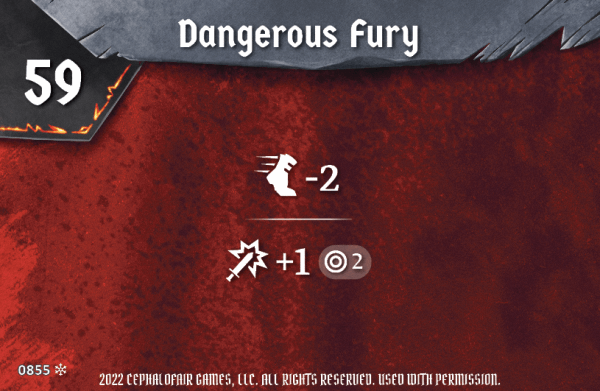 Dangerous Fury
59
-2
+1 2
0855
2022 CEPHALOFAIR GAMES, LLC. ALL RIGHTS RESERVED. USED WITH PERMISSION.